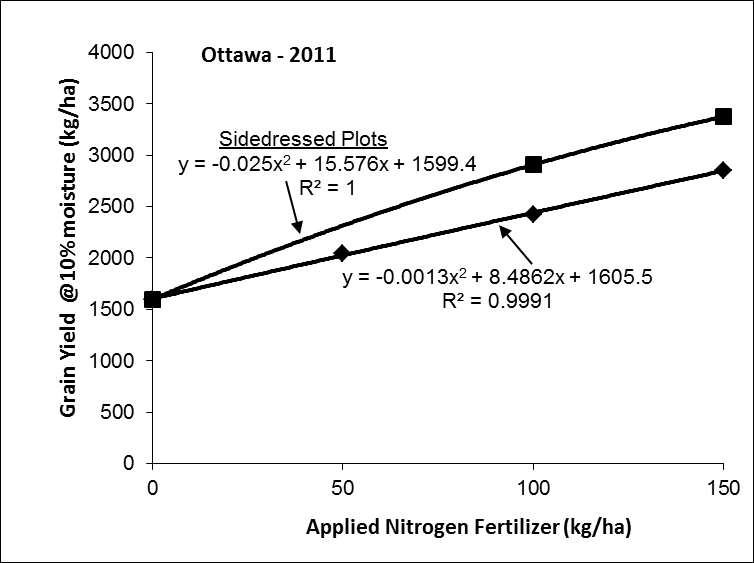 Ottawa - 2011
Grain Yield @10%moisture (kg/ha)
4000
3500
3000
2500
2000
1500
1000
500
0
Sidedressed Plots
y = -0.025x² + 15.576x + 1599.4
R² = 1
y = -0.0013x² + 8.4862x + 1605.5
R² = 0.9991
0 50 100 150
Applied Nitrogen Fertilizer (kg/ha)